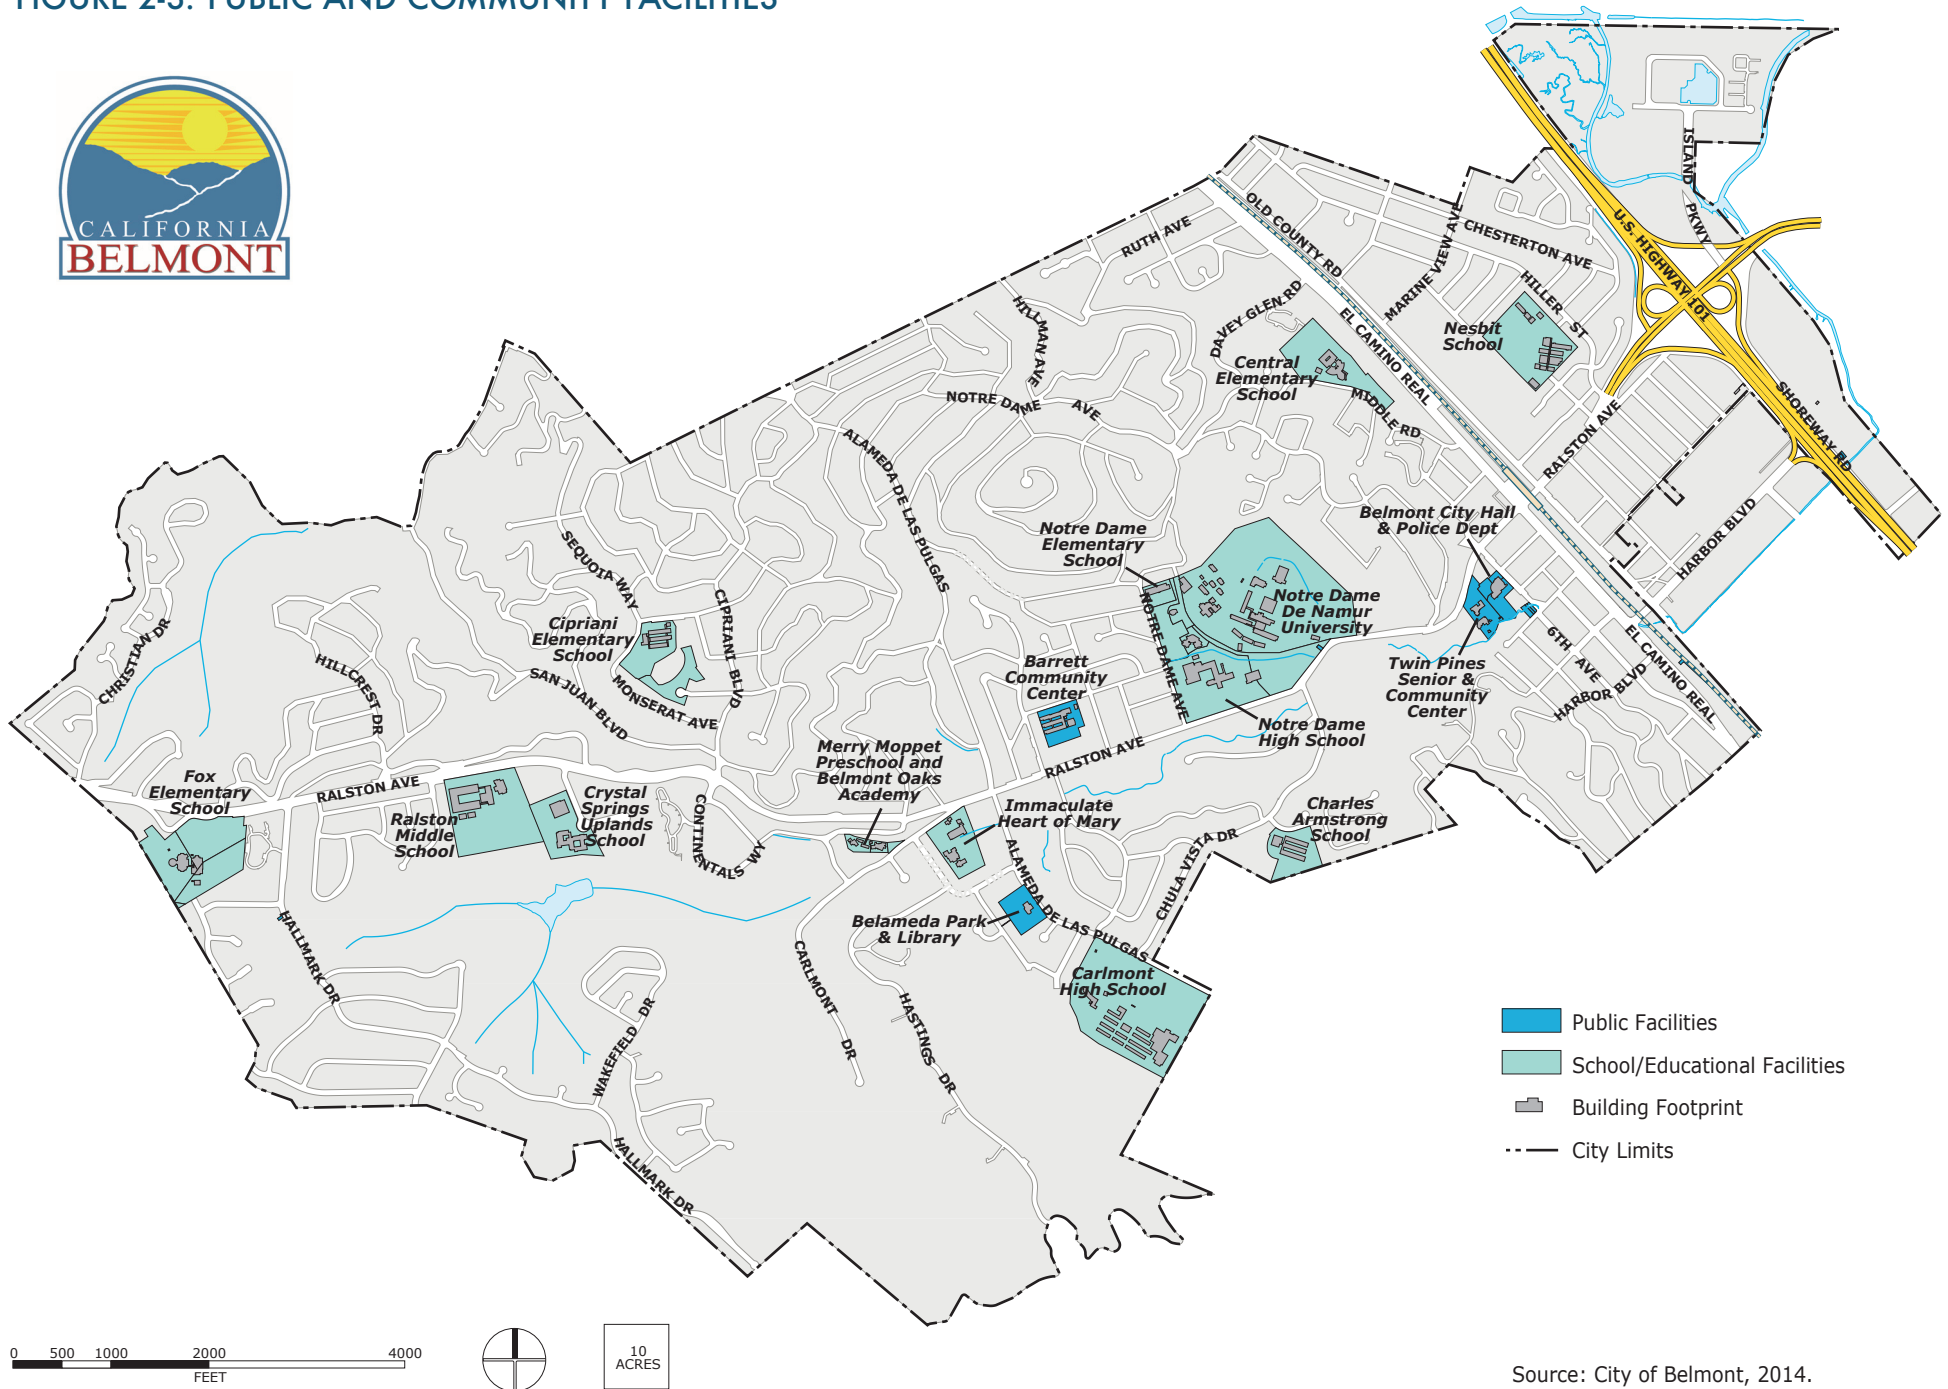 FIGURE 2-3: PUBLIC AND COMMUNITY FACILITIES
CALIFORNIA
BELMONT
ISLAND PKWY
U.S. HIGHWAY 101
OLD COUNTY RD
RUTH AVE
MARINE VIEW AVE
CHESTERTON AVE
HILLER ST
HILLMAN AVE
DAVEY GLEN RD
EL CAMINO REAL
Nesbit
School
Central
Elementary
School
MIDDLE RD
NOTRE DAME AVE
RALSTON AVE
SHOREWAY RD
ALAMEDA DE LAS PULGAS
HARBOR BLVD
Belmont City Hall
& Police Dept
Notre Dame
Elementary
School
SEQUOIA WAY
CIPRIANI BLVD
Notre Dame
De Namur
University
NOTRE DAME AVE
CHRISTIAN DR
Cipriani
Elementary
School
HILLCREST DR
SAN JUAN BLVD
MONSERAT AVE
Barrett
Community
Center
Twin Pines
Senior &
Community
Center
6TH AVE
HARBOR BLVD
EL CAMINO REAL
Notre Dame
High School
RALSTON AVE
Merry Moppet
Preschool and
Belmont Oaks
Academy
Fox
Elementary
School
RALSTON AVE
Ralston
Middle
School
Crystal
Springs
Uplands
School
CONTINENTALS WY
Immaculate
Heart of Mary
Charles
Armstrong
School
CHULA VISTA DR
ALAMEDA DE LAS PULGAS
Belameda Park
& Library
HALLMARK DR
CARLMONT DR
HASTINGS DR
Carlmont
High School
WAKEFIELD DR
HALLMARK DR
Public Facilities
School/Educational Facilities
Building Footprint
City Limits
0 500 1000 2000 4000
FEET
10
ACRES
Source: City of Belmont, 2014.